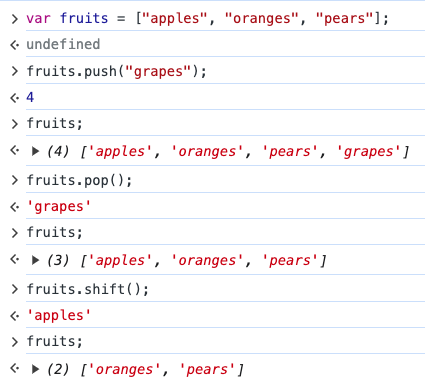 > var fruits = ["apples", "oranges", "pears"];
<· undefined
> fruits.push("grapes");
<· 4
> fruits;
<· ▶ (4) ['apples', 'oranges', 'pears', 'grapes']
> fruits.pop();
<· 'grapes'
> fruits;
<· ▶ (3) ['apples', 'oranges', 'pears']
> fruits.shift();
<· 'apples'
> fruits;
<· ▶ (2) ['oranges', 'pears']